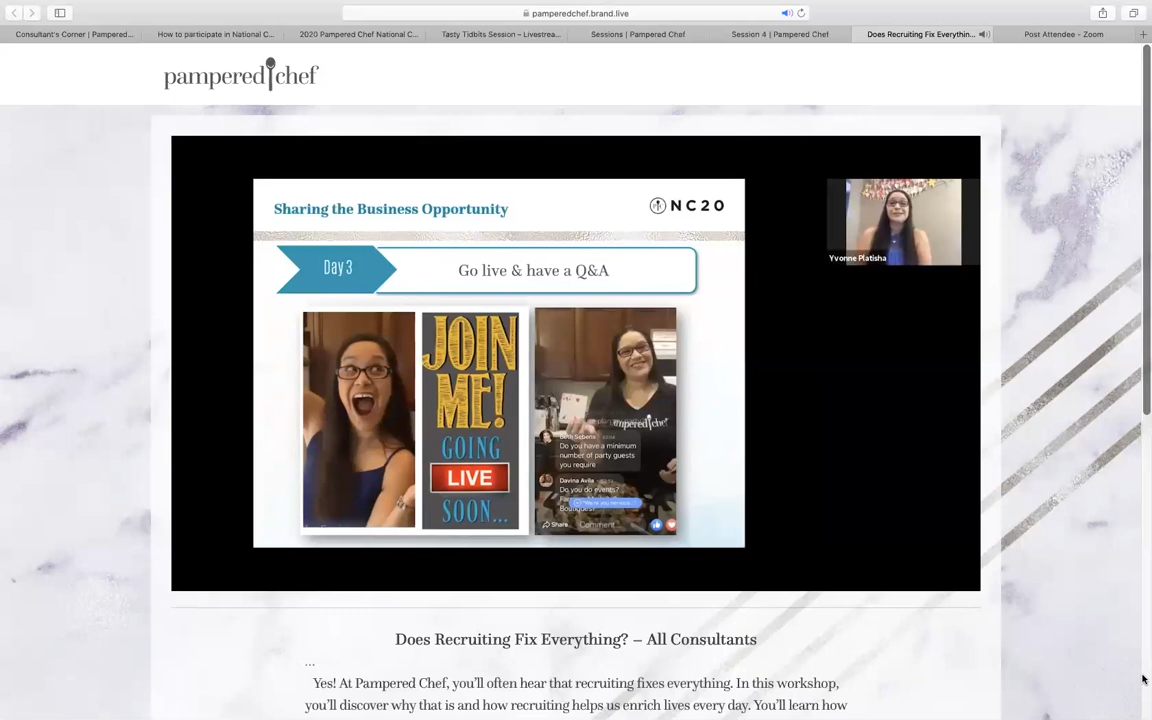 pamperedchef.brand.live
Consultant's Corner | Pampered...
How to participate in National C...
2020 Pampered Chef National C...
Tasty Tidbits Session – Livestrea...
Sessions | Pampered Chef
Session 4 | Pampered Chef
Does Recruiting Fix Everythin...
Post Attendee - Zoom
pampered chef
Sharing the Business Opportunity
NC20
Day 3
Go live & have a Q&A
JOIN
ME!
GOING
LIVE
SOON...
pampered chef
Beth Sebens
Do you have a minimum
number of party guests
you require
Davina Avila
Do you do events?
Boutiques?
Share
Comment
Yvonne Platisha
Does Recruiting Fix Everything? – All Consultants
...
Yes! At Pampered Chef, you'll often hear that recruiting fixes everything. In this workshop,
you'll discover why that is and how recruiting helps us enrich lives every day. You'll learn how